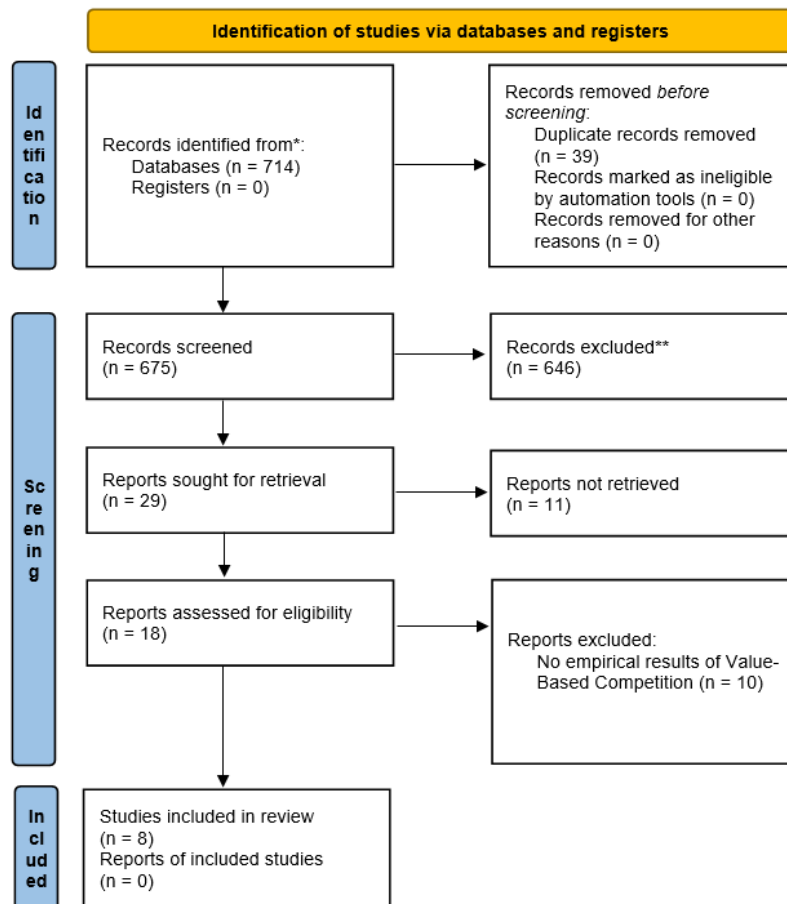 Identification of studies via databases and registers
Id
en
tifi
ca
tio
n
Records identified from*:
Databases (n = 714)
Registers (n = 0)
Records removed before
screening:
Duplicate records removed
(n = 39)
Records marked as ineligible
by automation tools (n = 0)
Records removed for other
reasons (n = 0)
Sc
re
en
in
g
Records screened
(n = 675)
Records excluded**
(n = 646)
Reports sought for retrieval
(n = 29)
Reports not retrieved
(n = 11)
Reports assessed for eligibility
(n = 18)
Reports excluded:
No empirical results of Value-
Based Competition (n = 10)
In
cl
ud
ed
Studies included in review
(n = 8)
Reports of included studies
(n = 0)